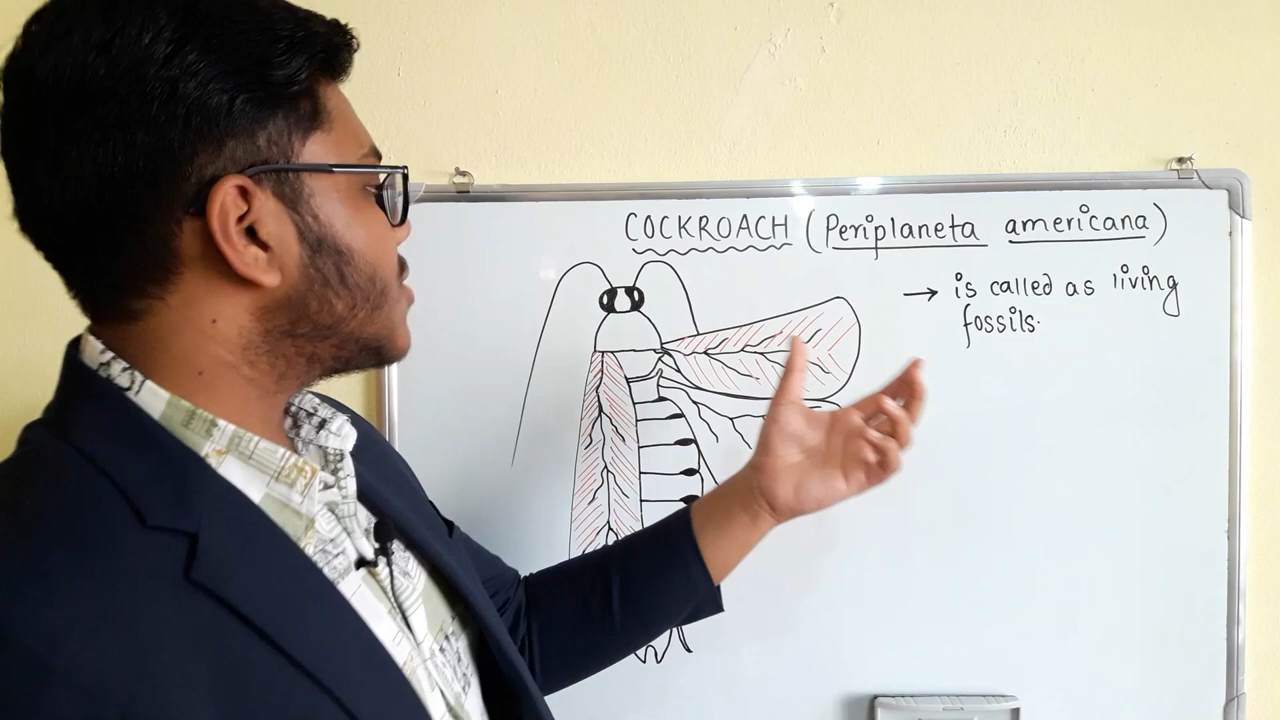 COCKROACH (Periplaneta americana)
→ is called as living
fossils.